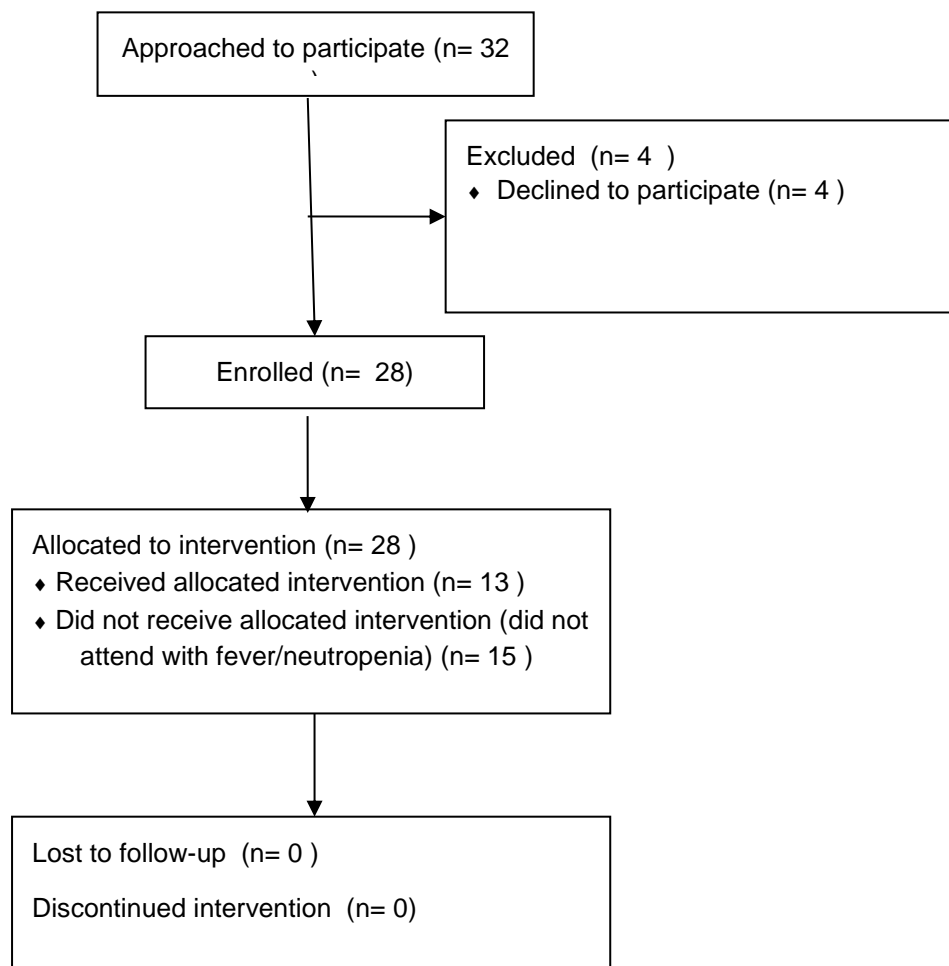 Approached to participate (n= 32
Excluded (n= 4 )
♦ Declined to participate (n= 4 )
Enrolled (n= 28)
Allocated to intervention (n= 28 )
♦ Received allocated intervention (n= 13 )
♦ Did not receive allocated intervention (did not
attend with fever/neutropenia) (n= 15 )
Lost to follow-up (n= 0 )
Discontinued intervention (n= 0)